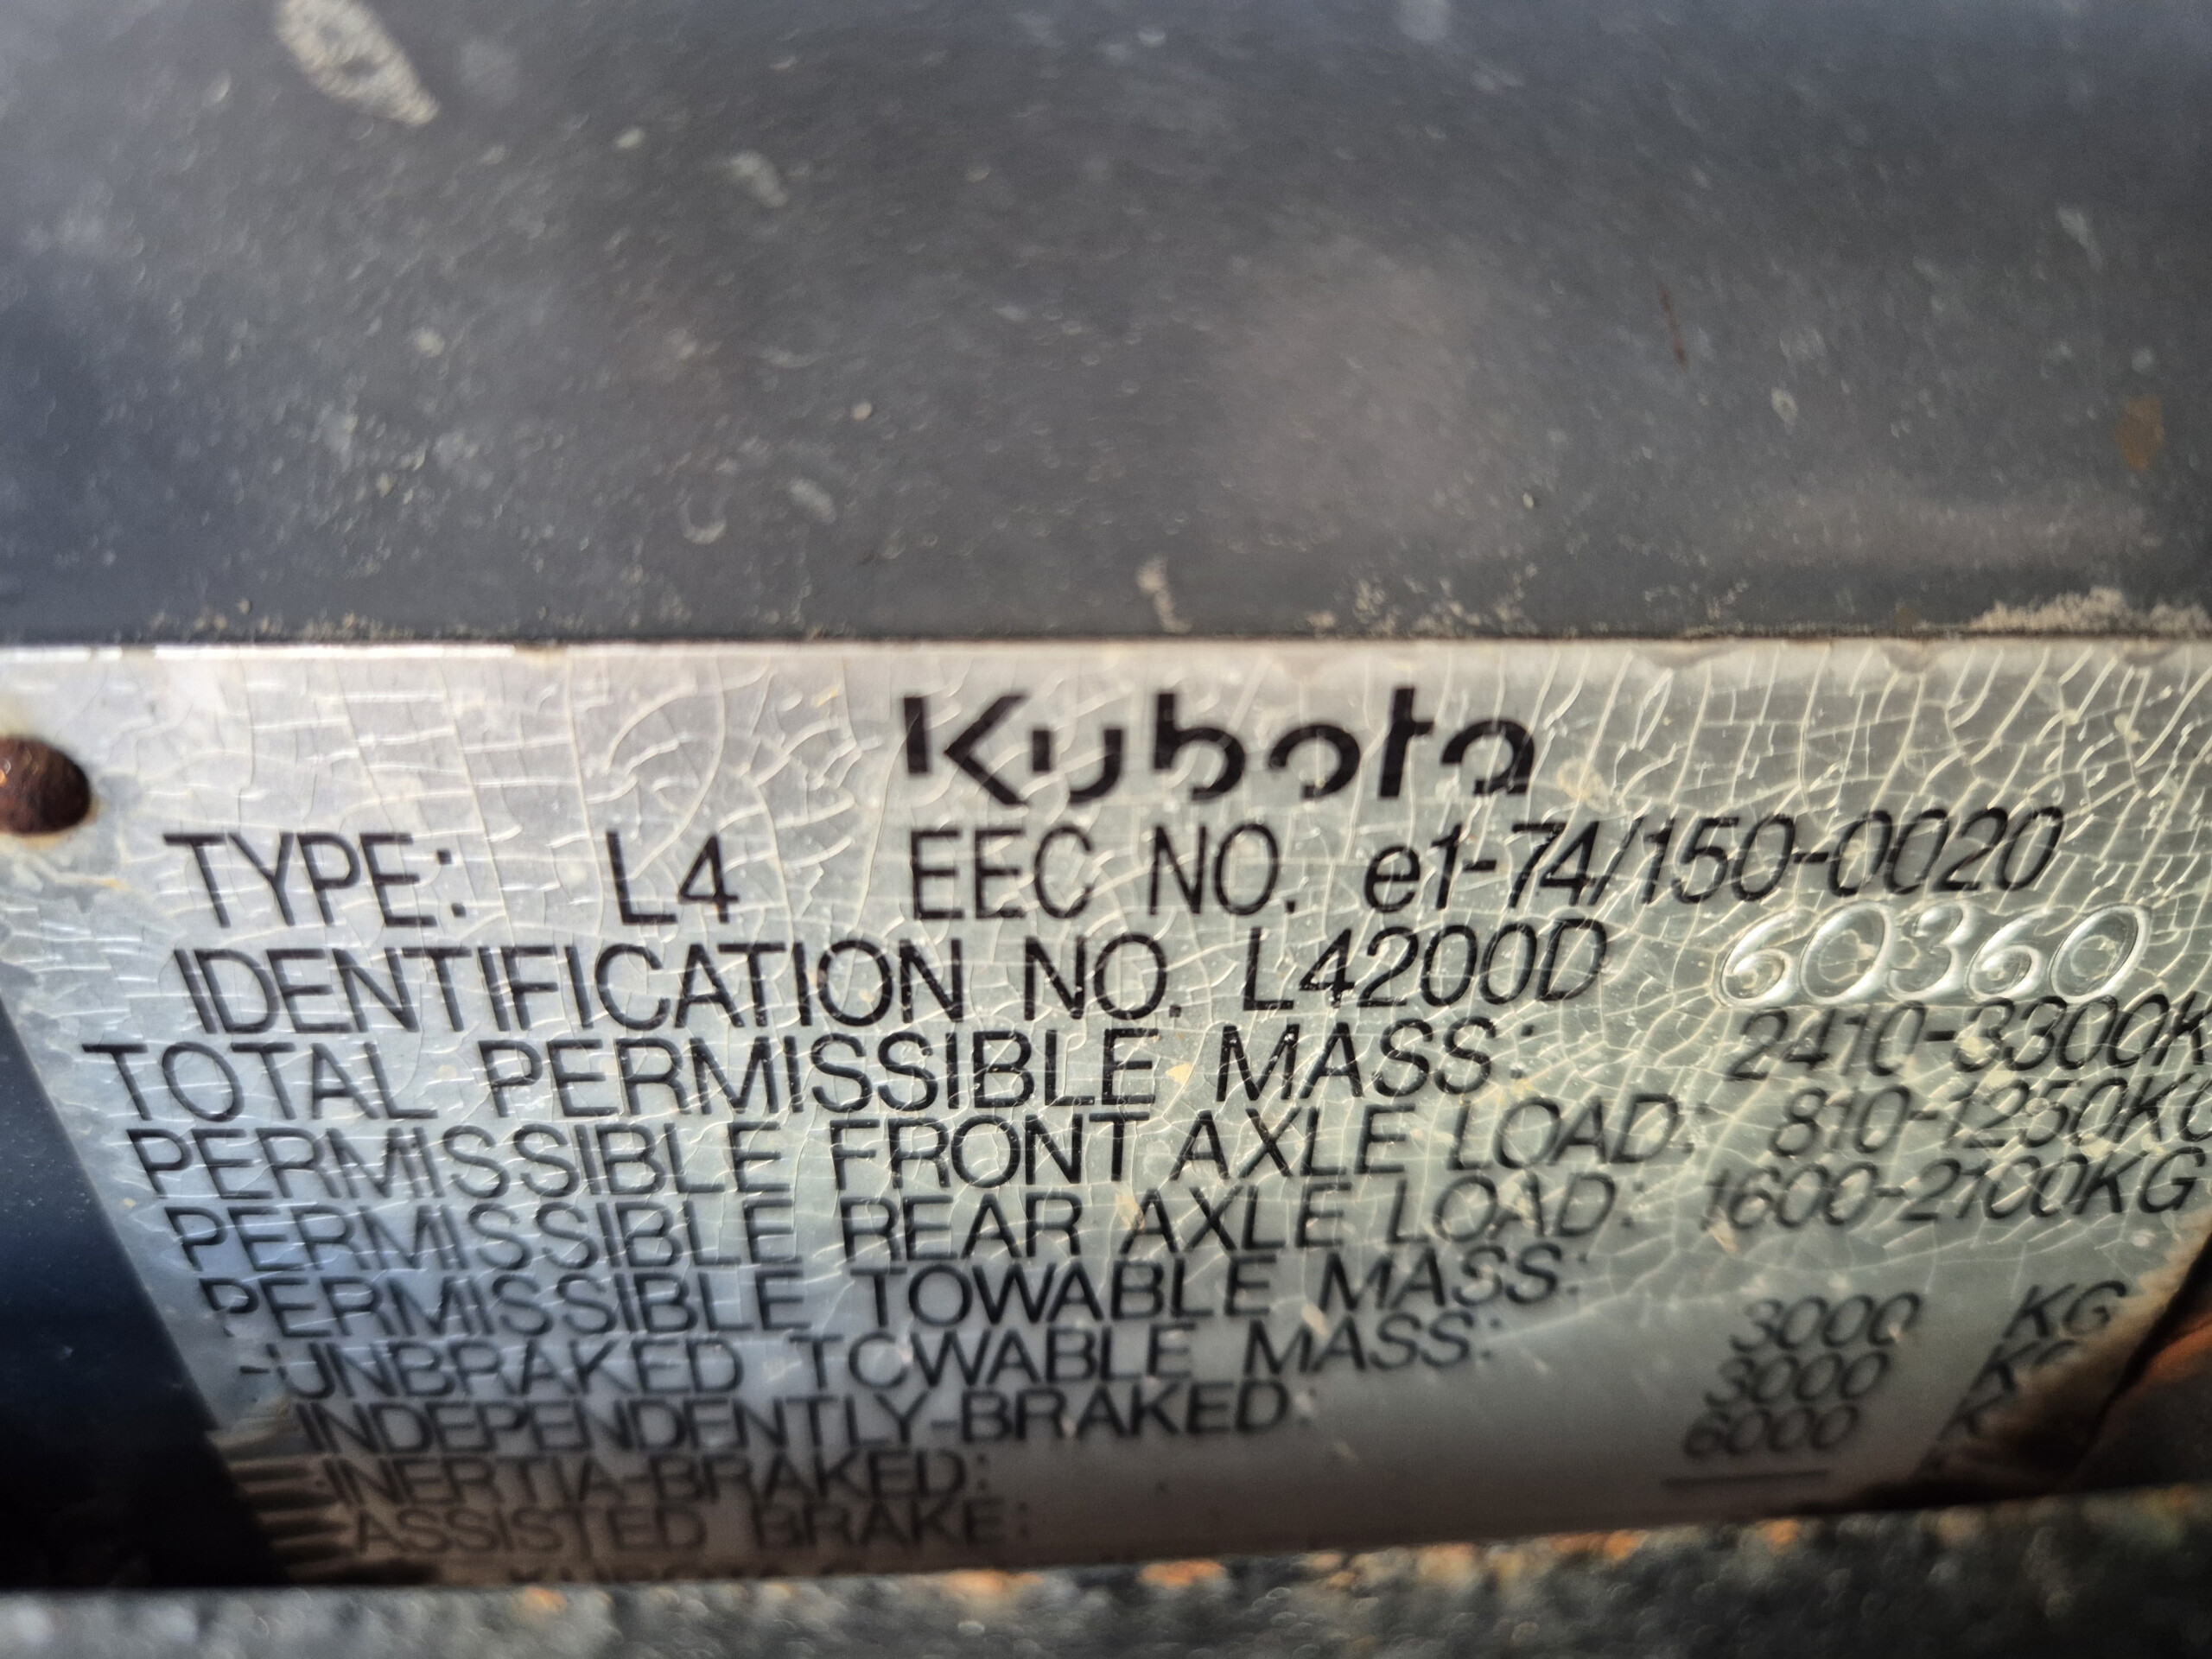 Kubota
TYPE: L4 EEC NO. e1-74/150-0020
IDENTIFICATION NO. L4200D 60360
TOTAL PERMISSIBLE MASS: 2410-3300K
PERMISSIBLE FRONT AXLE LOAD: 810-1250KG
PERMISSIBLE REAR AXLE LOAD: 1600-2100KG
PERMISSIBLE TOWABLE MASS:
-UNBRAKED TOWABLE MASS: 3000 KG
-INDEPENDENTLY-BRAKED: 3000 KG
-INERTIA-BRAKED: 6000 K
-ASSISTED BRAKE: —